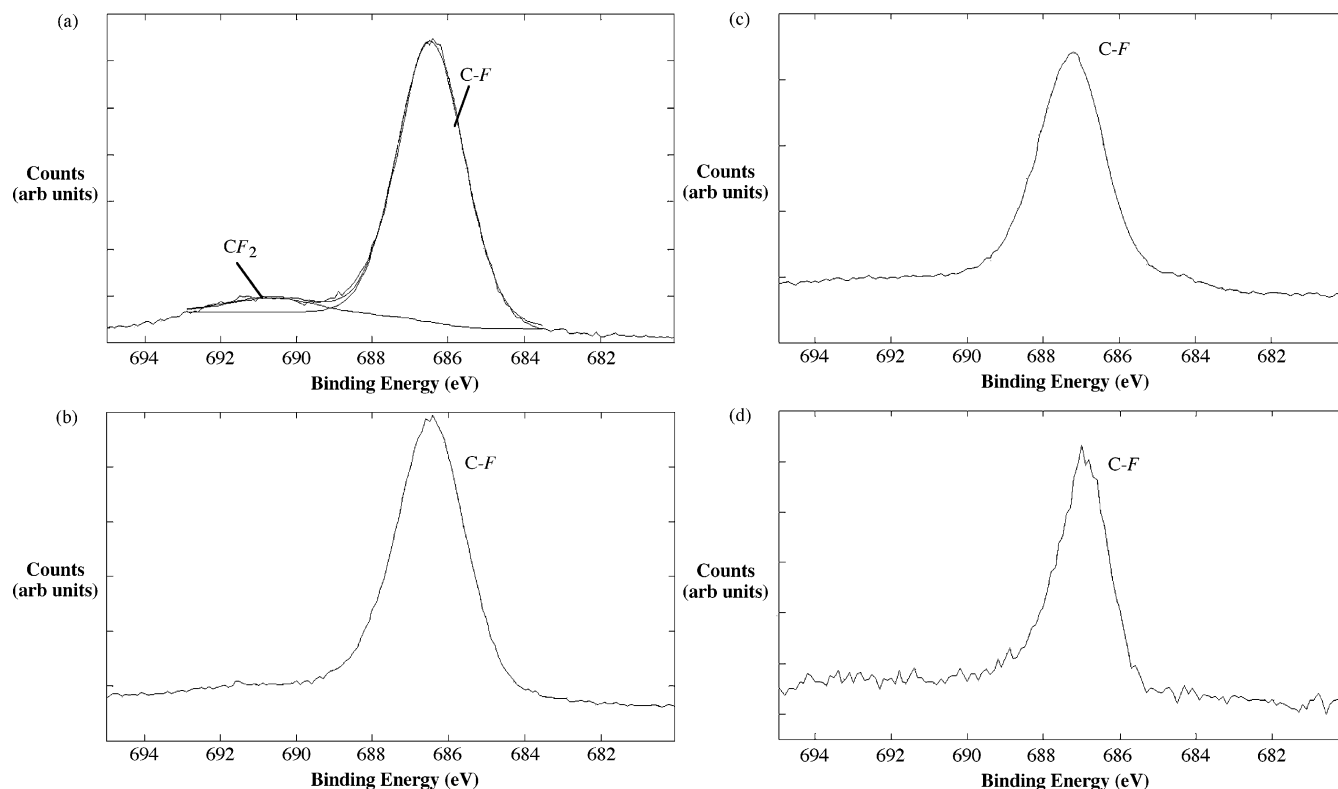 (a)
C-F
CF2
Counts
(arb units)
694 692 690 688 686 684 682
Binding Energy (eV)
(c)
C-F
Counts
(arb units)
694 692 690 688 686 684 682
Binding Energy (eV)
(b)
C-F
Counts
(arb units)
694 692 690 688 686 684 682
Binding Energy (eV)
(d)
C-F
Counts
(arb units)
694 692 690 688 686 684 682
Binding Energy (eV)